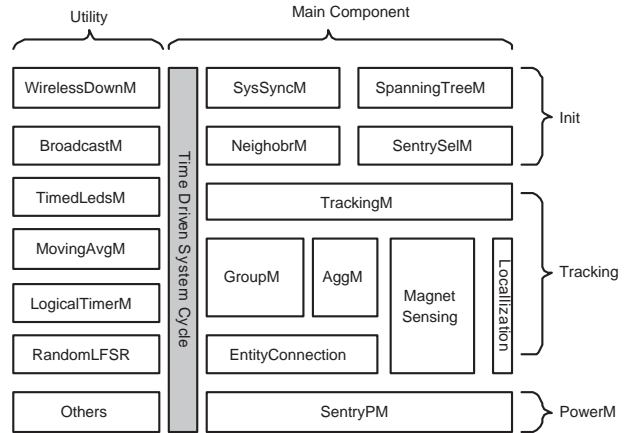 Utility
Main Component
WirelessDownM
BroadcastM
TimedLedsM
MovingAvgM
LogicalTimerM
RandomLFSR
Others
Time Driven System Cycle
SysSyncM
SpanningTreeM
NeighobrM
SentrySelM
Init
TrackingM
GroupM
AggM
Magnet
Sensing
Locallization
EntityConnection
Tracking
SentryPM
PowerM